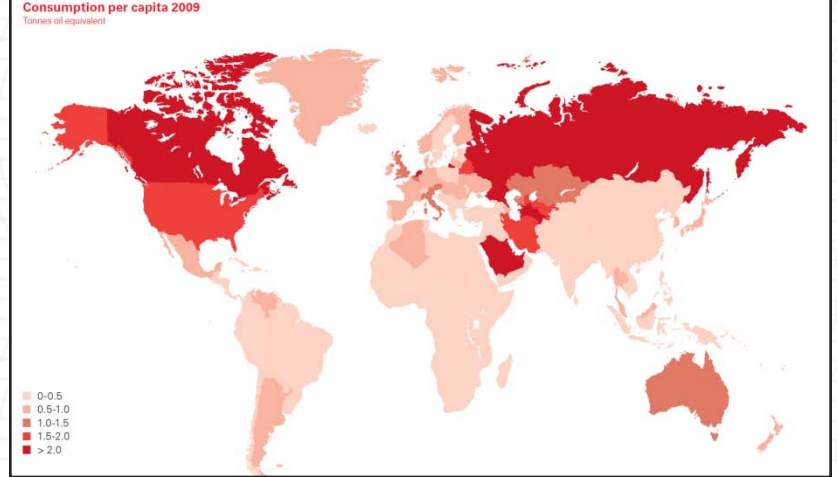 Consumption per capita 2009
Tonnes oil equivalent
0-0.5
0.5-1.0
1.0-1.5
1.5-2.0
> 2.0